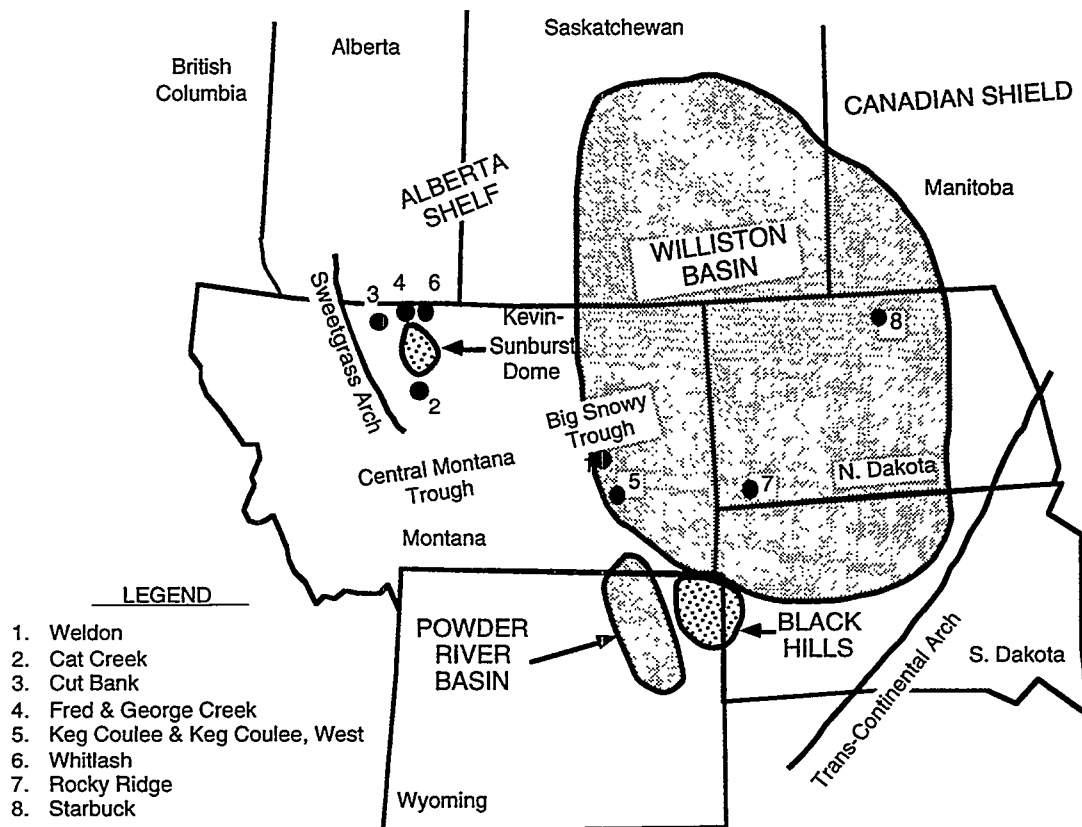 Saskatchewan
Alberta
British
Columbia
CANADIAN SHIELD
ALBERTA
SHELF
Manitoba
WILLISTON
BASIN
Sweetgrass Arch
3
4
6
Kevin-
Sunburst
Dome
8
2
Big Snowy
Trough
1
5
7
N. Dakota
Central Montana
Trough
Montana
LEGEND
1. Weldon
2. Cat Creek
3. Cut Bank
4. Fred & George Creek
5. Keg Coulee & Keg Coulee, West
6. Whitlash
7. Rocky Ridge
8. Starbuck
POWDER
RIVER
BASIN
BLACK
HILLS
S. Dakota
Trans-Continental Arch
Wyoming